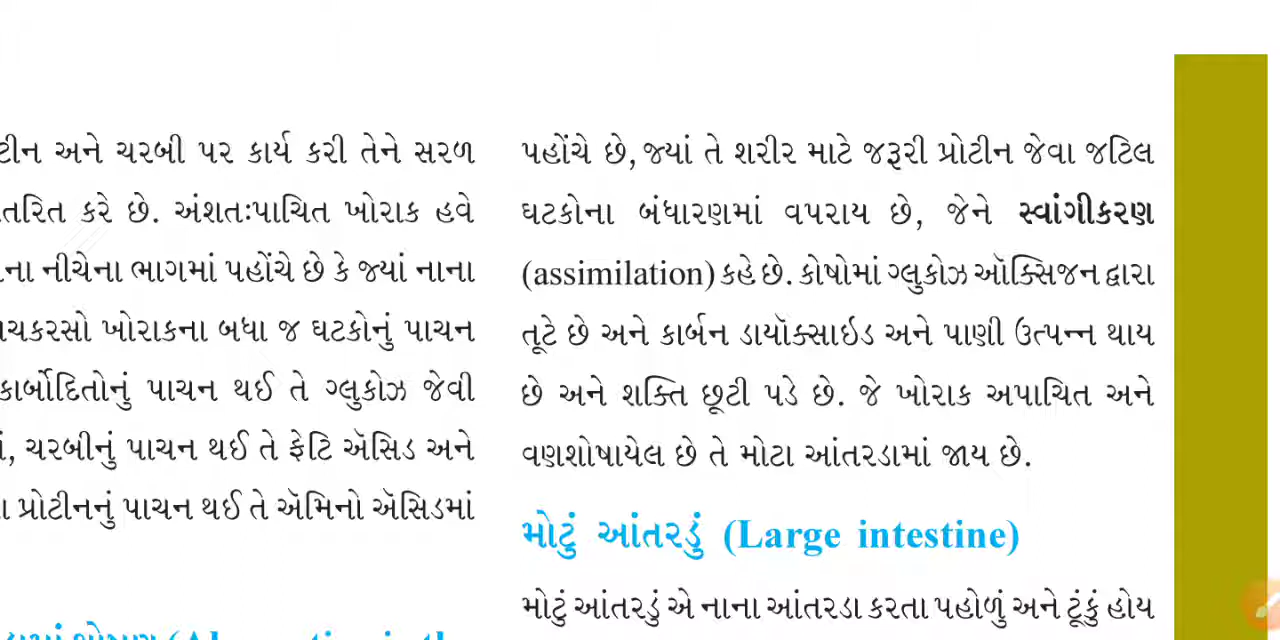 ટીન અને ચરબી પર કાર્ય કરી તેને સરળ
તરિત કરે છે. અંશતઃપાચિત ખોરાક હવે
ના નીચેના ભાગમાં પહોંચે છે કે જ્યાં નાના
ચકરસો ખોરાકના બધા જ ઘટકોનું પાચન
કાર્બોદિતોનું પાચન થઈ તે ગ્લુકોઝ જેવી
, ચરબીનું પાચન થઈ તે ફેટિ ઍસિડ અને
પ્રોટીનનું પાચન થઈ તે ઍમિનો ઍસિડમાં
પહોંચે છે, જ્યાં તે શરીર માટે જરૂરી પ્રોટીન જેવા જટિલ
ઘટકોના બંધારણમાં વપરાય છે, જેને સ્વાંગીકરણ
(assimilation) કહે છે. કોષોમાં ગ્લુકોઝ ઑક્સિજન દ્વારા
તૂટે છે અને કાર્બન ડાયૉક્સાઇડ અને પાણી ઉત્પન્ન થાય
છે અને શક્તિ છૂટી પડે છે. જે ખોરાક અપાચિત અને
વણશોષાયેલ છે તે મોટા આંતરડામાં જાય છે.
મોટું આંતરડું (Large intestine)
મોટું આંતરડું એ નાના આંતરડા કરતા પહોળું અને ટૂંકું હોય